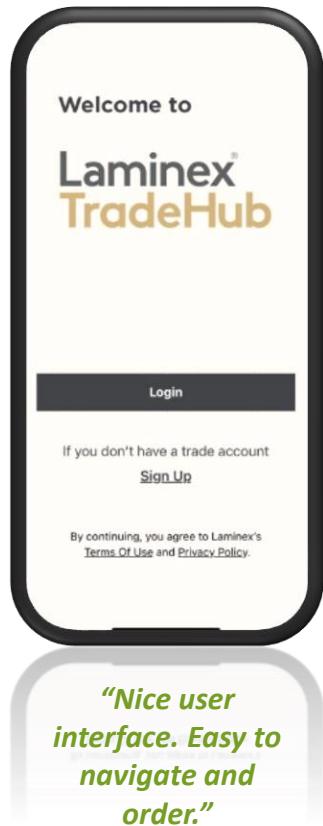 Welcome to
Laminex®
TradeHub
Login
If you don't have a trade account
Sign Up
By continuing, you agree to Laminex's
Terms Of Use and Privacy Policy.
“Nice user
interface. Easy to
navigate and
order.”